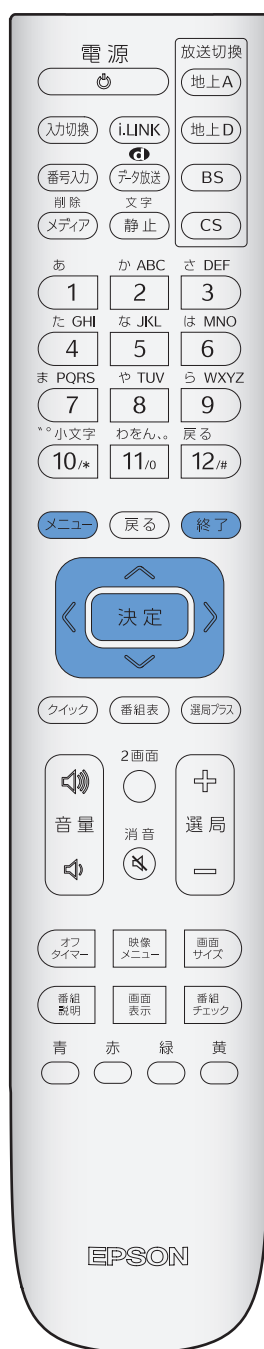 電源
放送切換
地上A
入力切換
i.LINK
地上D
d
番号入力
データ放送
BS
削除
文字
メディア
静止
CS
あ
か ABC
さ DEF
1
2
3
た GHI
な JKL
は MNO
4
5
6
ま PQRS
や TUV
ら WXYZ
7
8
9
゛゜小文字
わをん、。
戻る
10/*
11/0
12/#
メニュー
戻る
終了
決定
クイック
番組表
選局プラス
2画面
音量
消音
選局
オフ
タイマー
映像
メニュー
画面
サイズ
番組
説明
画面
表示
番組
チェック
青
赤
緑
黄
EPSON